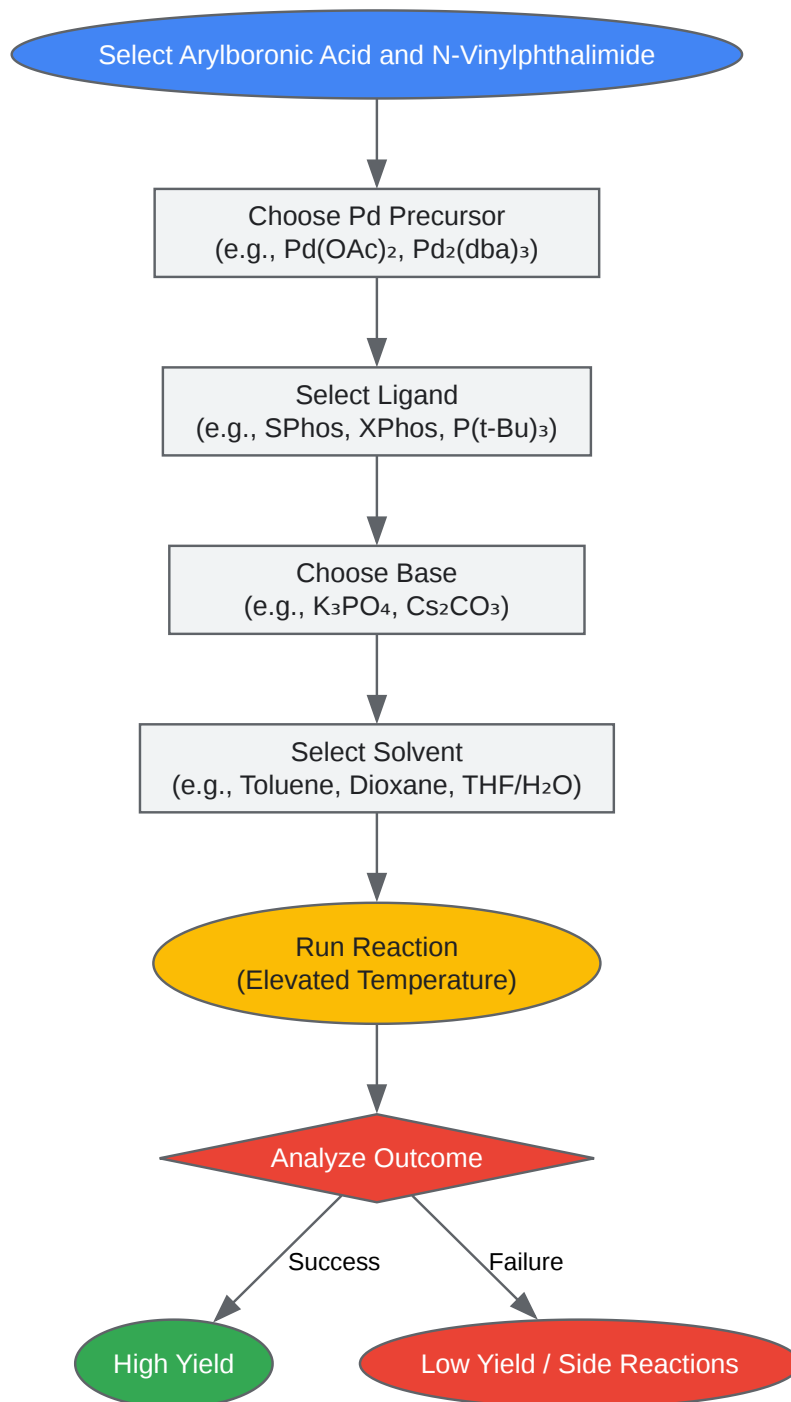 Select Arylboronic Acid and N-Vinylphthalimide
Choose Pd Precursor
(e.g., Pd(OAc)₂, Pd₂(dba)₃)
Select Ligand
(e.g., SPhos, XPhos, P(t-Bu)₃)
Choose Base
(e.g., K₃PO₄, Cs₂CO₃)
Select Solvent
(e.g., Toluene, Dioxane, THF/H₂O)
Run Reaction
(Elevated Temperature)
Analyze Outcome
Success
Failure
High Yield
Low Yield / Side Reactions